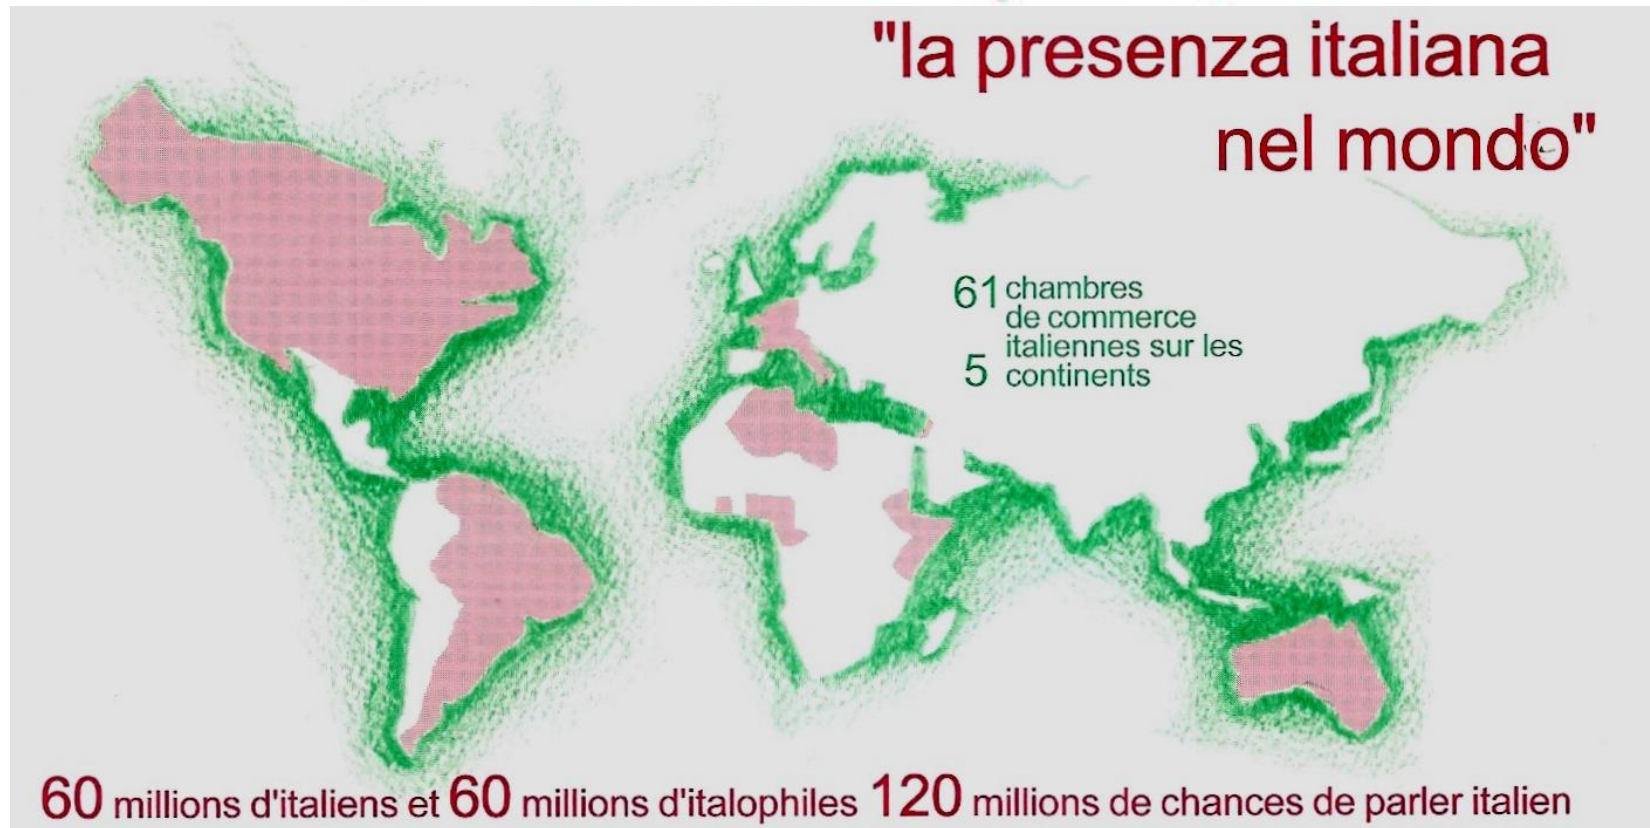 "la presenza italiana
nel mondo"
61 chambres
de commerce
italiennes sur les
5 continents
60 millions d'italiens et 60 millions d'italophiles 120 millions de chances de parler italien